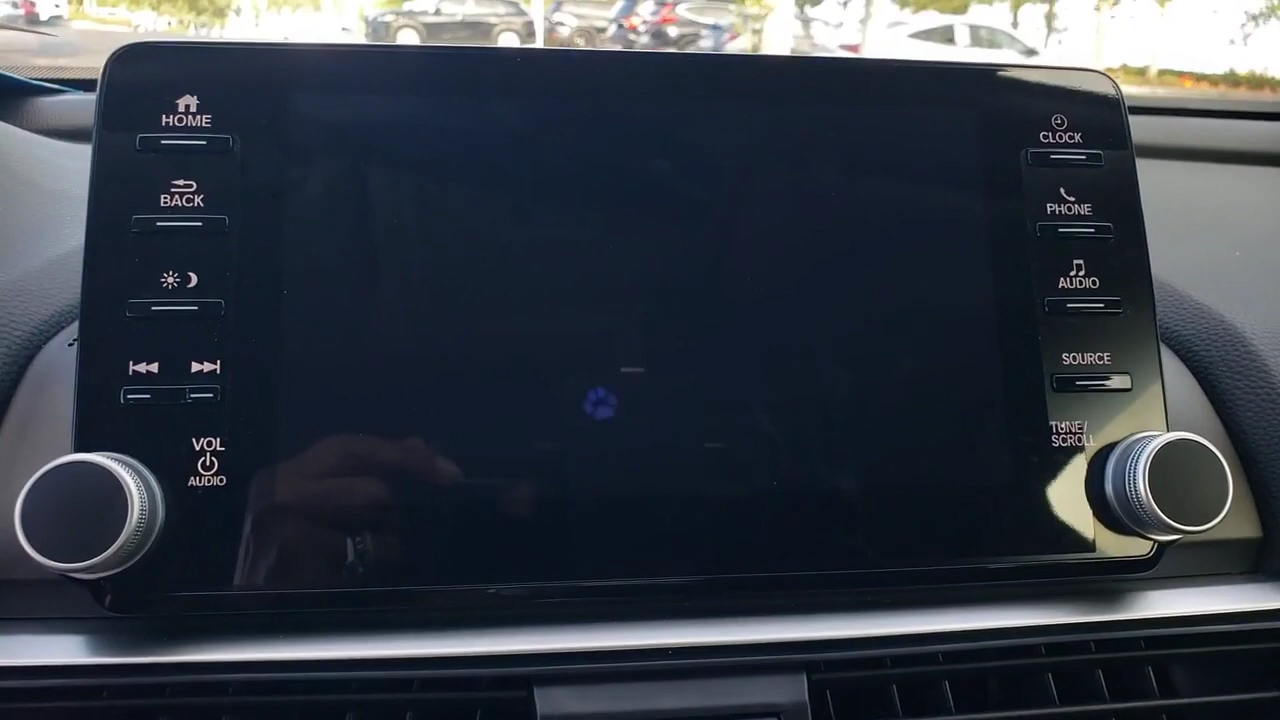 HOME
BACK
VOL
AUDIO
CLOCK
PHONE
AUDIO
SOURCE
TUNE/
SCROLL